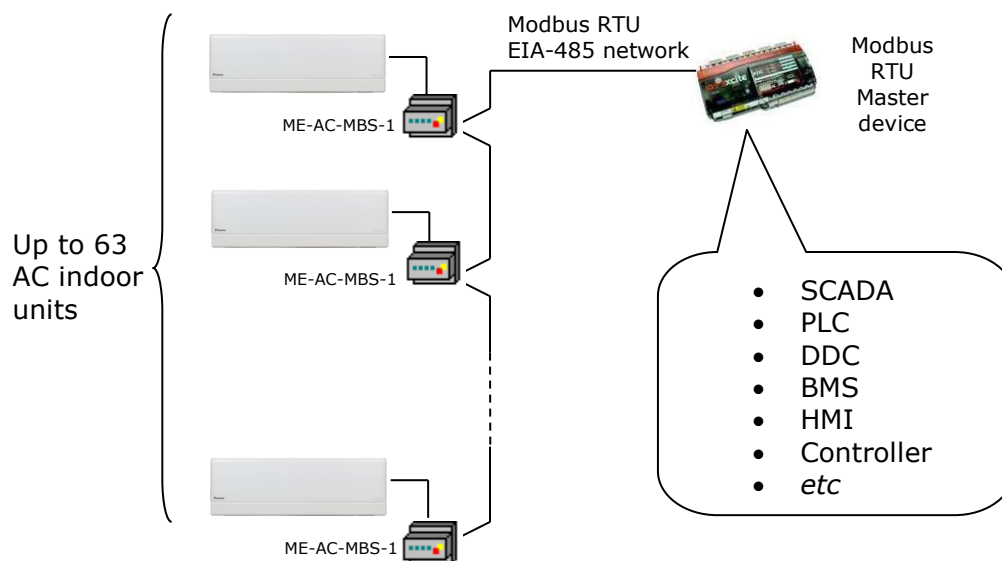 Modbus RTU
EIA-485 network
Modbus
RTU
Master
device
ME-AC-MBS-1
ME-AC-MBS-1
Up to 63
AC indoor
units
• SCADA
• PLC
• DDC
• BMS
• HMI
• Controller
• etc
ME-AC-MBS-1